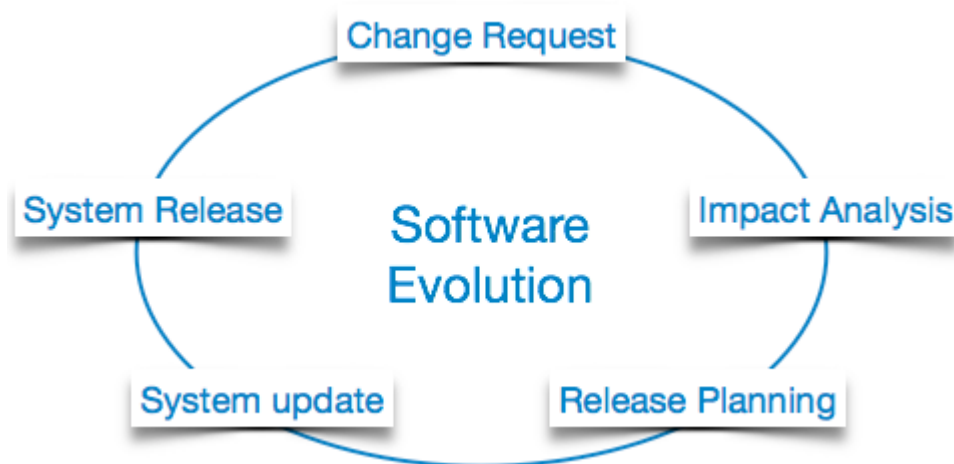 Change Request
System Release
Software
Evolution
Impact Analysis
System update
Release Planning